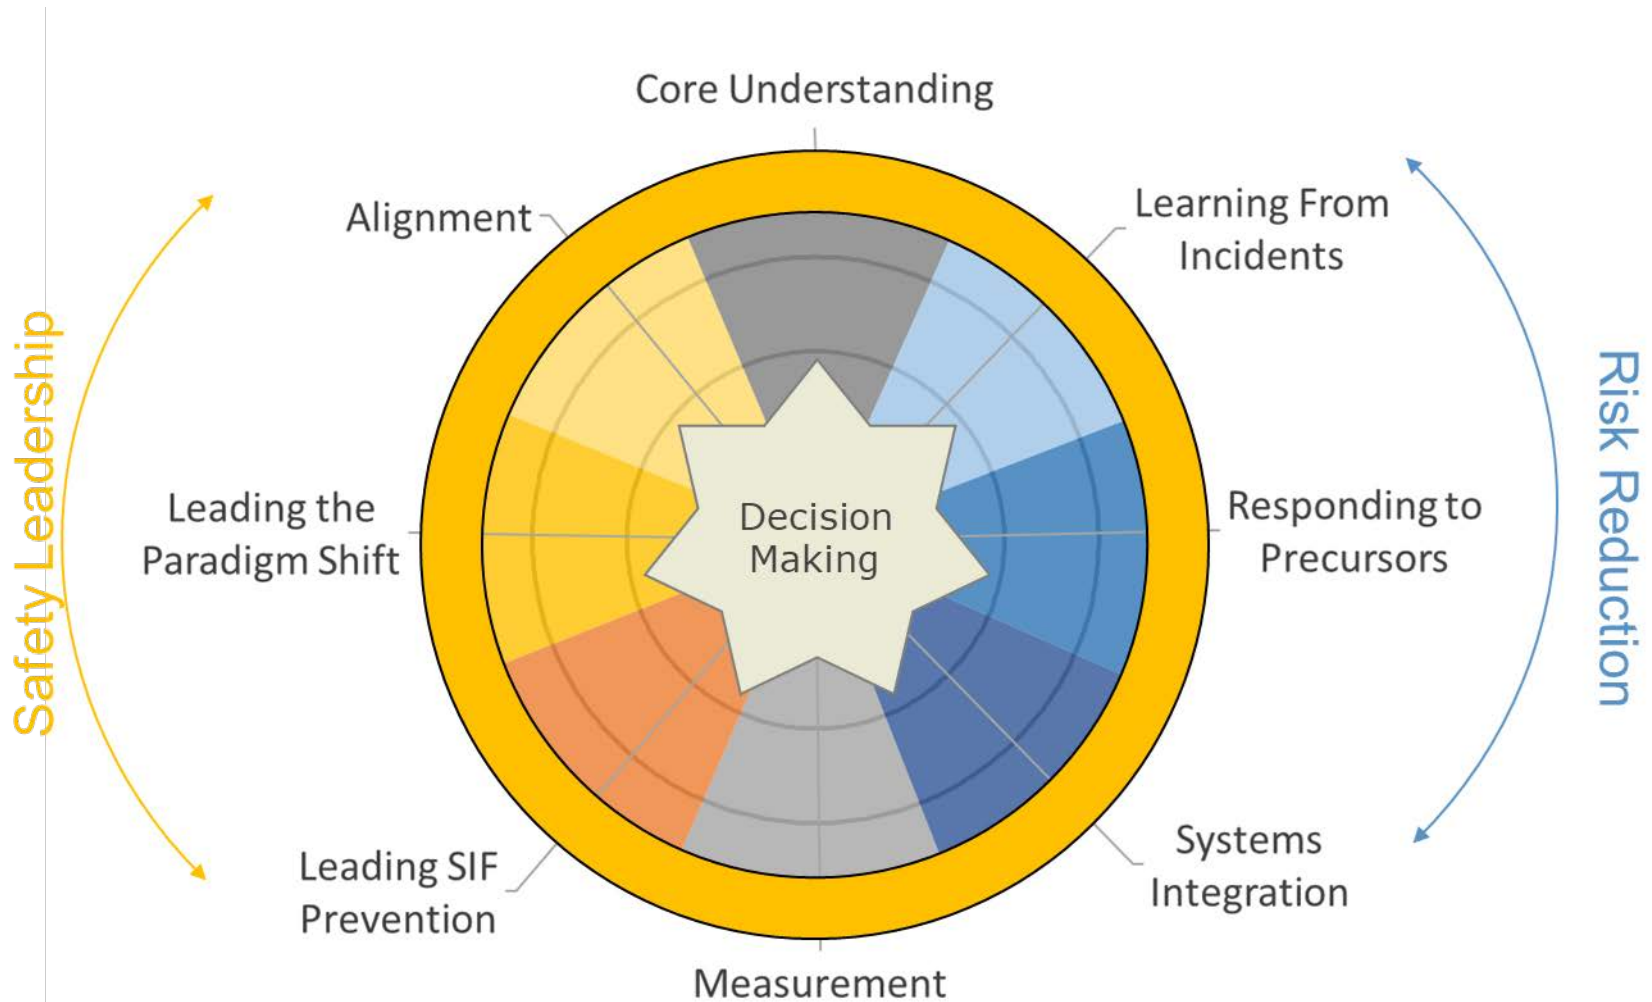 Core Understanding
Alignment
Learning From
Incidents
Safety Leadership
Risk Reduction
Leading the
Paradigm Shift
Decision
Making
Responding to
Precursors
Leading SIF
Prevention
Systems
Integration
Measurement